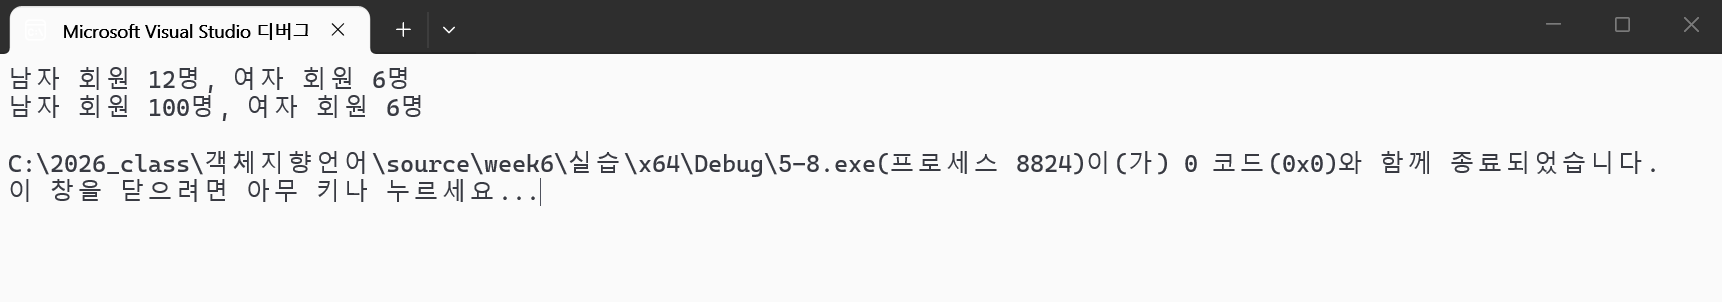 Microsoft Visual Studio 디버그
남자 회원 12명, 여자 회원 6명
남자 회원 100명, 여자 회원 6명
C:\2026_class\객체지향언어\source\week6\실습\x64\Debug\5-8.exe(프로세스 8824)이(가) 0 코드(0x0)와 함께 종료되었습니다.
이 창을 닫으려면 아무 키나 누르세요...